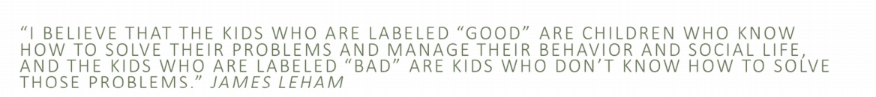 “I BELIEVE THAT THE KIDS WHO ARE LABELED “GOOD” ARE CHILDREN WHO KNOW
HOW TO SOLVE THEIR PROBLEMS AND MANAGE THEIR BEHAVIOR AND SOCIAL LIFE,
AND THE KIDS WHO ARE LABELED “BAD” ARE KIDS WHO DON’T KNOW HOW TO SOLVE
THOSE PROBLEMS.” JAMES LEHAM